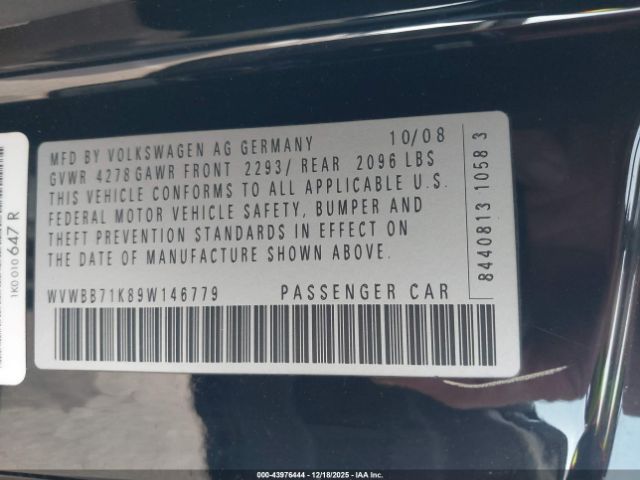 MFD BY VOLKSWAGEN AG GERMANY 10/08
GVWR 4278 GAWR FRONT 2293/ REAR 2096 LBS
THIS VEHICLE CONFORMS TO ALL APPLICABLE U.S.
FEDERAL MOTOR VEHICLE SAFETY, BUMPER AND
THEFT PREVENTION STANDARDS IN EFFECT ON
THE DATE OF MANUFACTURE SHOWN ABOVE.
WVWBB71K89W146779 PASSENGER CAR
8440813 1058 3
1K0 010 647 R
000-43976444 - 12/18/2025 - IAA Inc.